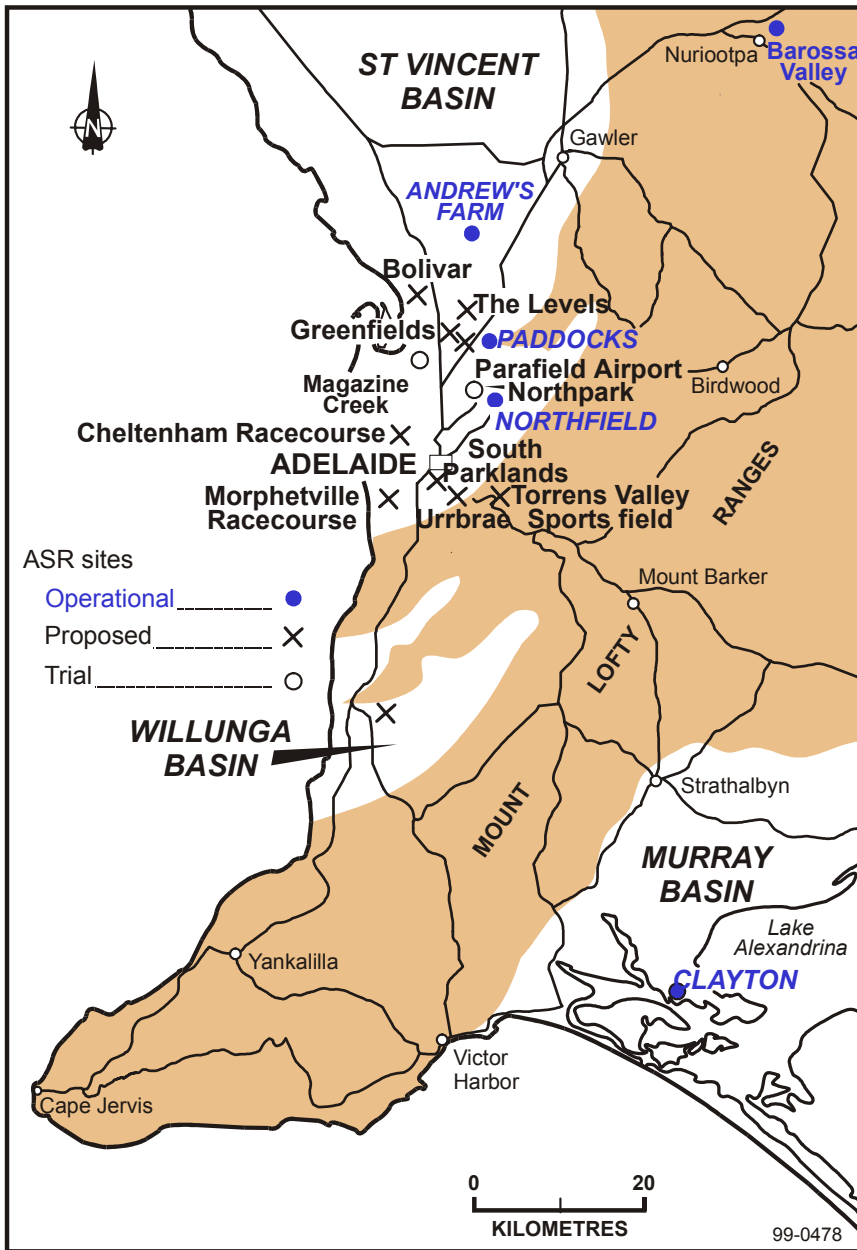 ST VINCENT
BASIN
Nuriootpa
Barossa
Valley
N
Gawler
ANDREW'S
FARM
Bolivar
The Levels
Greenfields
PADDOCKS
Magazine
Creek
Parafield Airport
Northpark
Birdwood
NORTHFIELD
Cheltenham Racecourse
ADELAIDE
South
Parklands
Morphetville
Racecourse
Urrbrae
Torrens Valley
Sports field
RANGES
ASR sites
Operational
Proposed
Trial
Mount Barker
LOFTY
WILLUNGA
BASIN
Strathalbyn
MOUNT
MURRAY
BASIN
Lake
Alexandrina
Yankalilla
CLAYTON
Victor
Harbor
Cape Jervis
0 20
KILOMETRES
99-0478